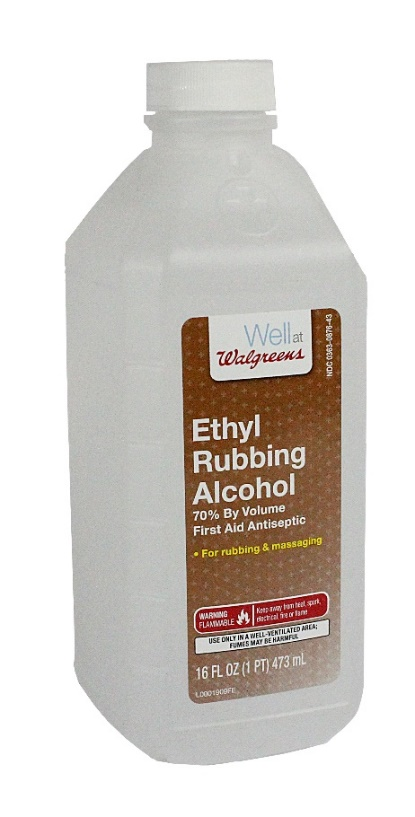 Well at
Walgreens
NDC 0363-0876-43
Ethyl
Rubbing
Alcohol
70% By Volume
First Aid Antiseptic
• For rubbing & massaging
WARNING
FLAMMABLE
Keep away from heat, spark,
electrical, fire or flame
USE ONLY IN A WELL-VENTILATED AREA;
FUMES MAY BE HARMFUL
16 FL OZ (1 PT) 473 mL